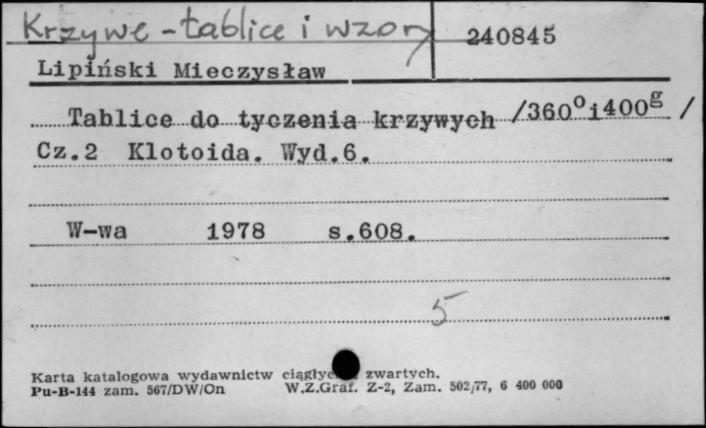 Krzywe - tablice i wzory 240845
Lipiński Mieczysław
Tablice do tyczenia krzywych /360° i 400g /
Cz.2 Klotoida. Wyd.6.
W-wa 1978 s.608.
5
Karta katalogowa wydawnictw zwartych.
Pu-B-144 zam. 567/DW/On W.Z.Graf. Z-2, Zam. 502/77, 6 400 000